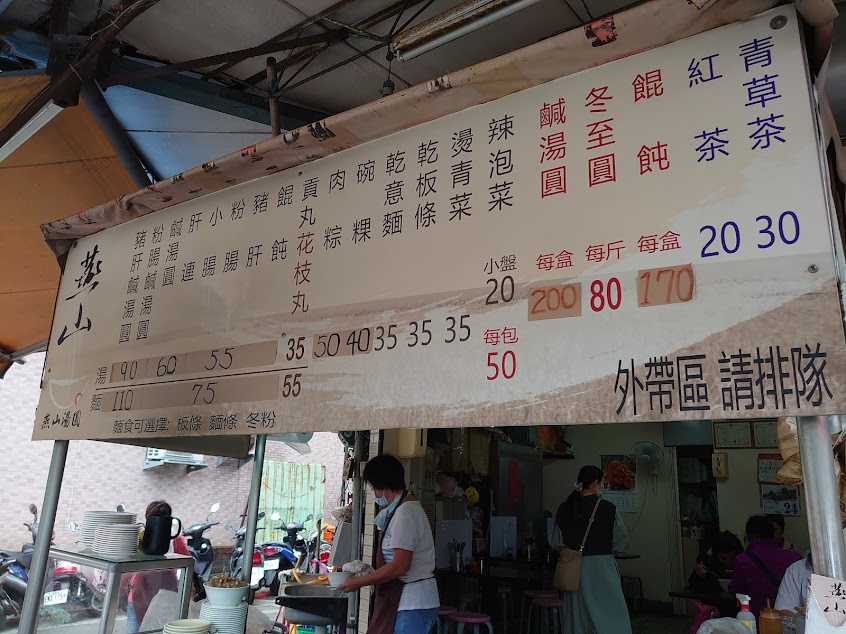 燕山
豬肝鹹湯圓
粉腸鹹湯圓
鹹湯圓
肝連
小腸
粉腸
豬肝
餛飩
貢丸花枝丸
肉粽
碗粿
乾意麵
乾板條
燙青菜
辣泡菜
鹹湯圓
冬至圓
餛飩
紅茶
青草茶
小盤 20
每包 50
每盒 200
每斤 80
每盒 170
20 30
湯 90 60 55 35 50 40 35 35 35
麵 110 75 55
麵食可選擇: 板條 麵條 冬粉
燕山湯圓
外帶區 請排隊
24
燕山